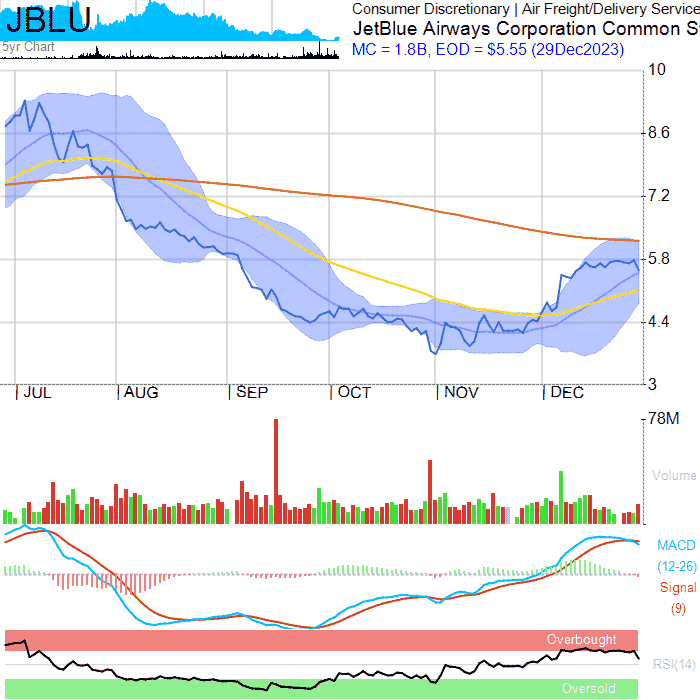 JBLU
5yr Chart
Consumer Discretionary | Air Freight/Delivery Service
JetBlue Airways Corporation Common St
MC = 1.8B, EOD = $5.55 (29Dec2023)
10
8.6
7.2
5.8
4.4
3
JUL AUG SEP OCT NOV DEC
78M
Volume
MACD
(12-26)
Signal
(9)
Overbought
RSI(14)
Oversold